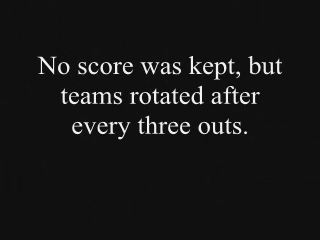 No score was kept, but
teams rotated after
every three outs.